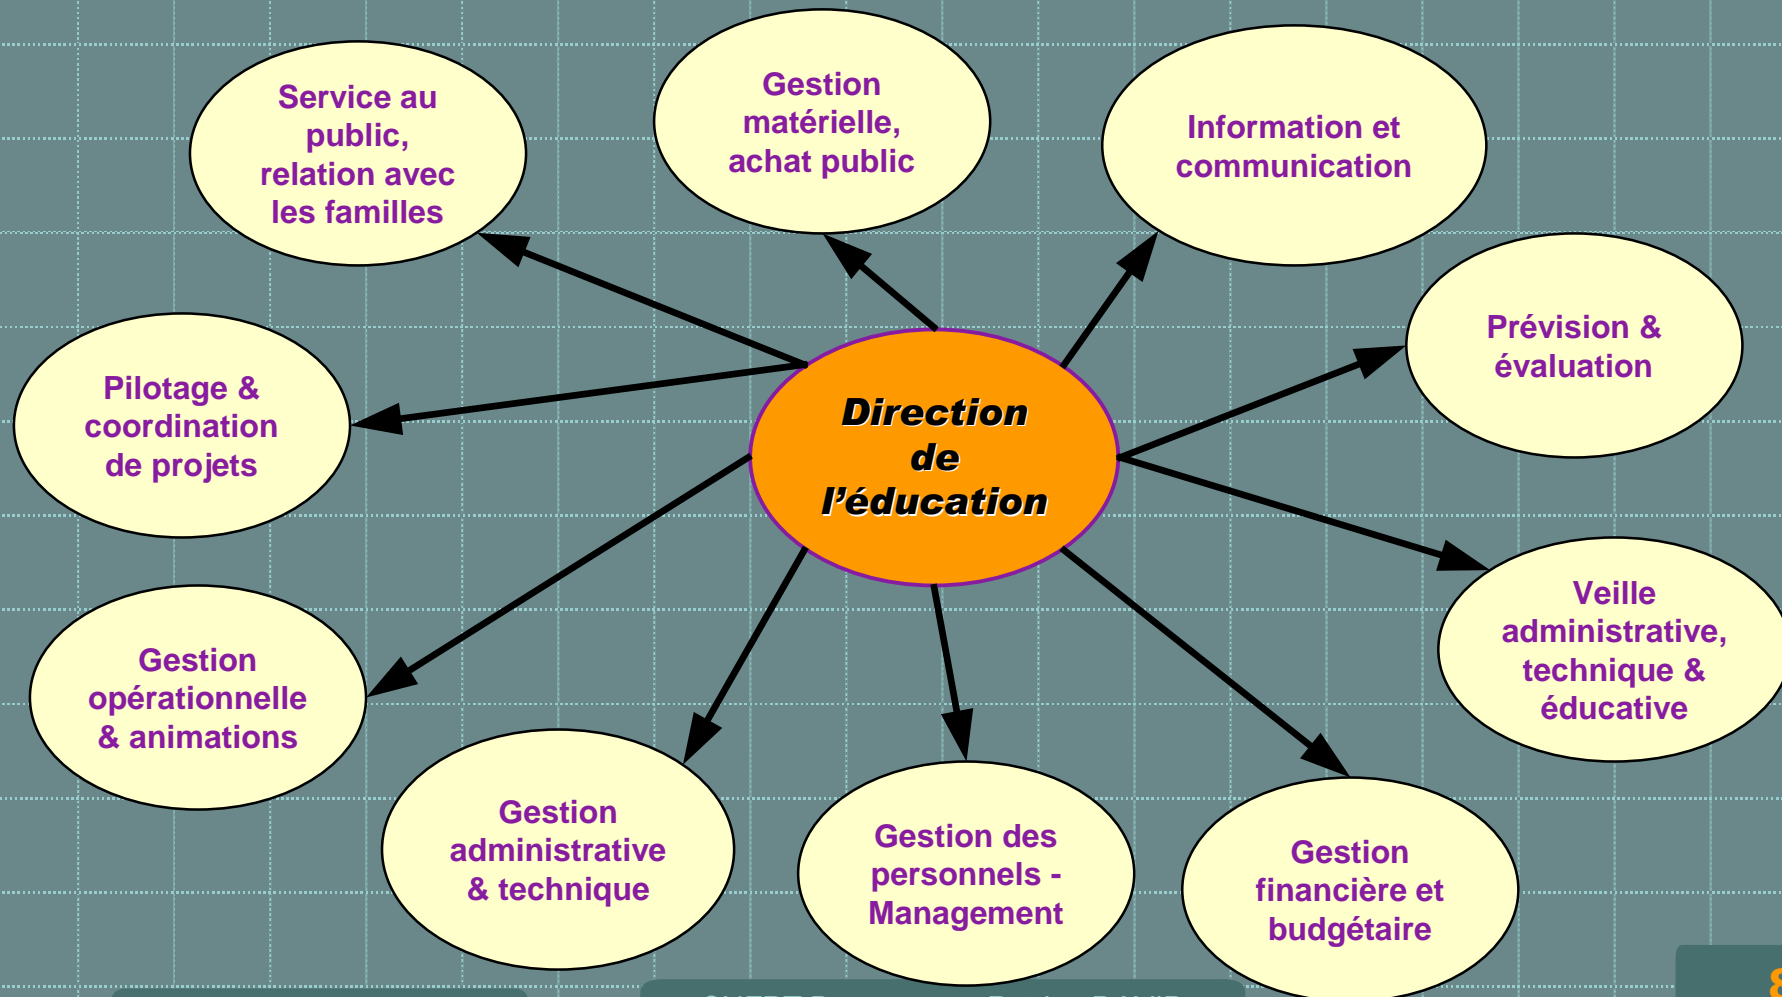 Service au
public,
relation avec
les familles
Gestion
matérielle,
achat public
Information et
communication
Prévision &
évaluation
Pilotage &
coordination
de projets
Direction
de
l'éducation
Veille
administrative,
technique &
éducative
Gestion
opérationnelle
& animations
Gestion
administrative
& technique
Gestion des
personnels -
Management
Gestion
financière et
budgétaire